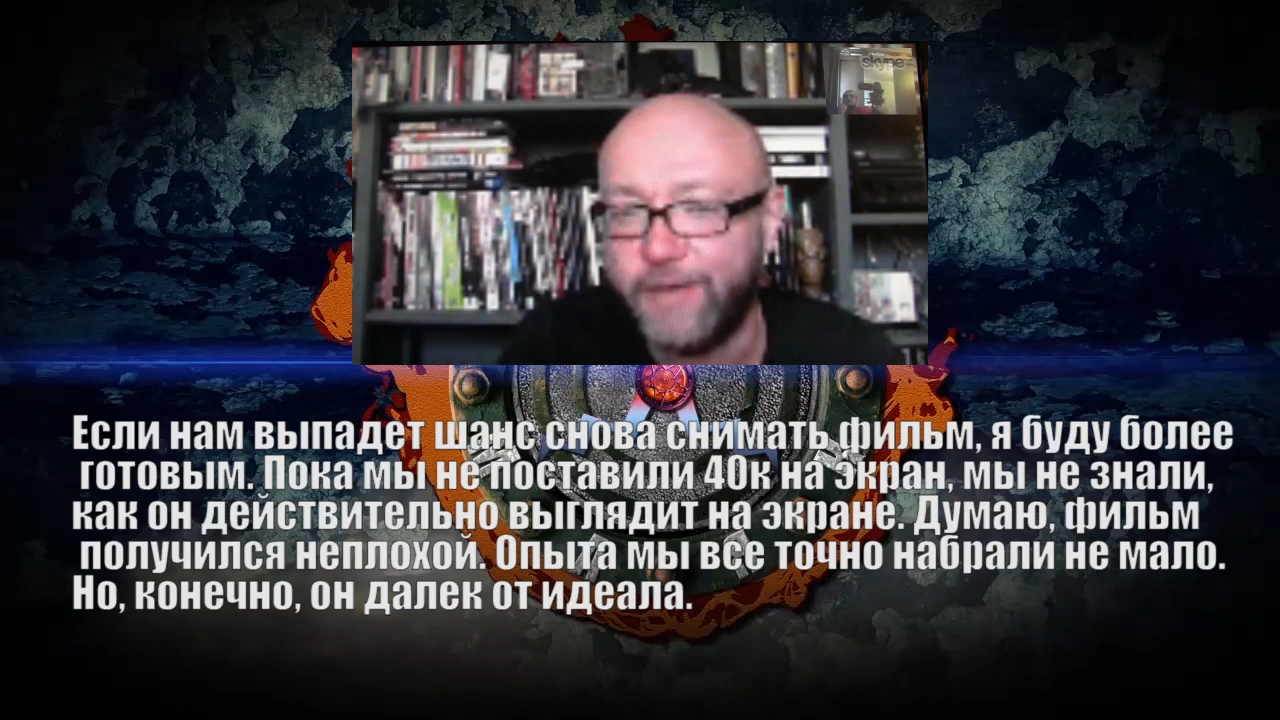 skype
Если нам выпадет шанс снова снимать фильм, я буду более
готовым. Пока мы не поставили 40к на экран, мы не знали,
как он действительно выглядит на экране. Думаю, фильм
получился неплохой. Опыта мы все точно набрали не мало.
Но, конечно, он далек от идеала.